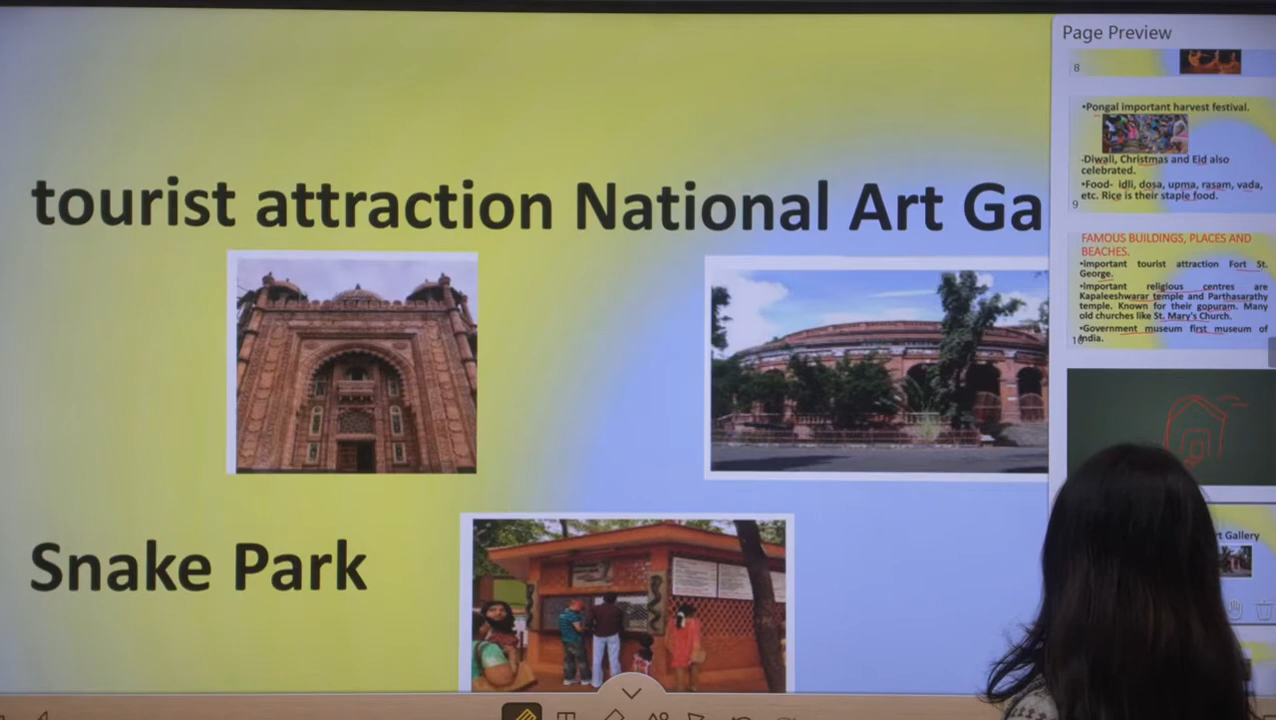 tourist attraction National Art Ga
Snake Park
Page Preview
8
•Pongal important harvest festival.
-Diwali, Christmas and Eid also
celebrated.
•Food- idli, dosa, upma, rasam, vada,
etc. Rice is their staple food.
9
FAMOUS BUILDINGS, PLACES AND
BEACHES.
•Important tourist attraction Fort St.
George.
•Important religious centres are
Kapaleeshwarar temple and Parthasarathy
temple. Known for their gopuram. Many
old churches like St. Mary's Church.
•Government museum first museum of
India.
10
rt Gallery